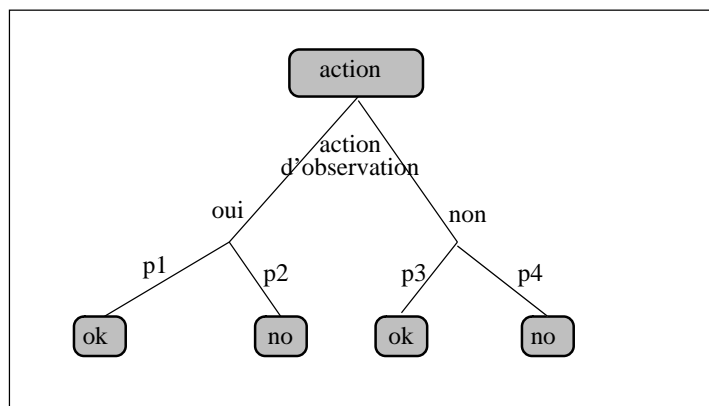 action
action
d'observation
oui
non
p1
p2
p3
p4
ok
no
ok
no